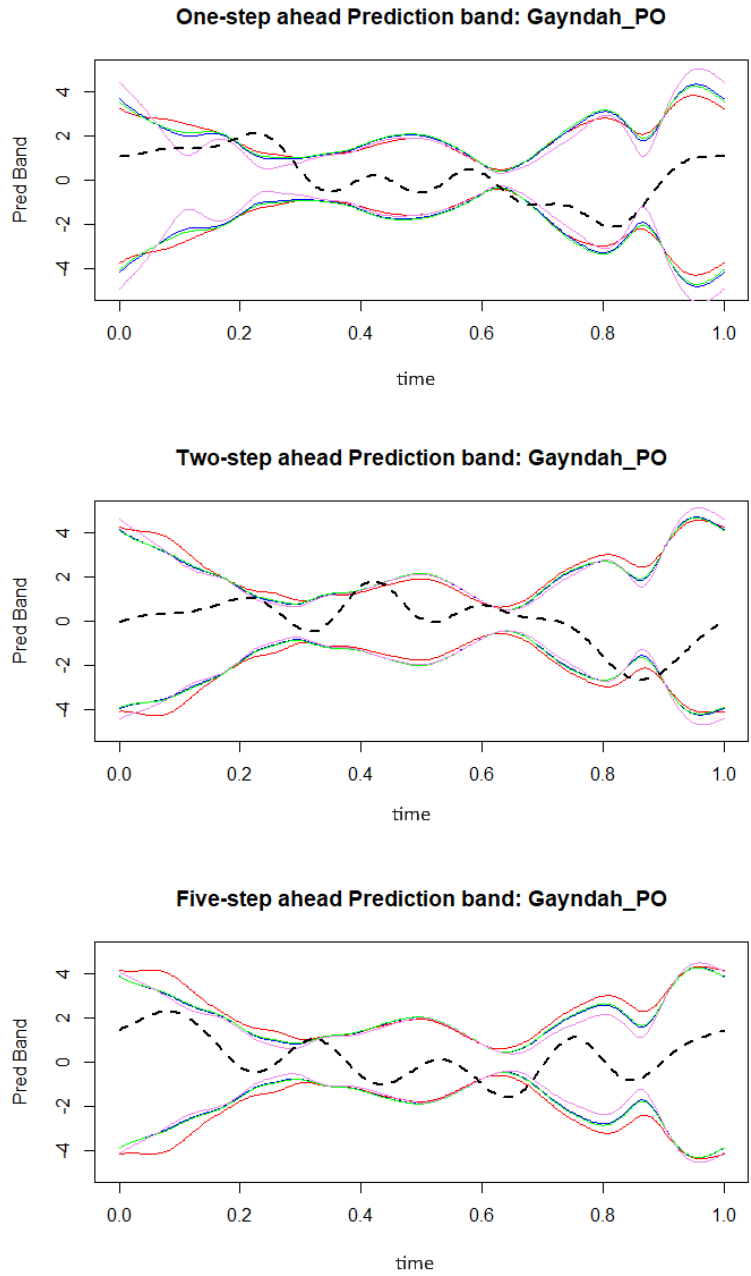 One-step ahead Prediction band: Gayndah_PO
Pred Band
4
2
0
-2
-4
0.0 0.2 0.4 0.6 0.8 1.0
time
Two-step ahead Prediction band: Gayndah_PO
Pred Band
4
2
0
-2
-4
0.0 0.2 0.4 0.6 0.8 1.0
time
Five-step ahead Prediction band: Gayndah_PO
Pred Band
4
2
0
-2
-4
0.0 0.2 0.4 0.6 0.8 1.0
time